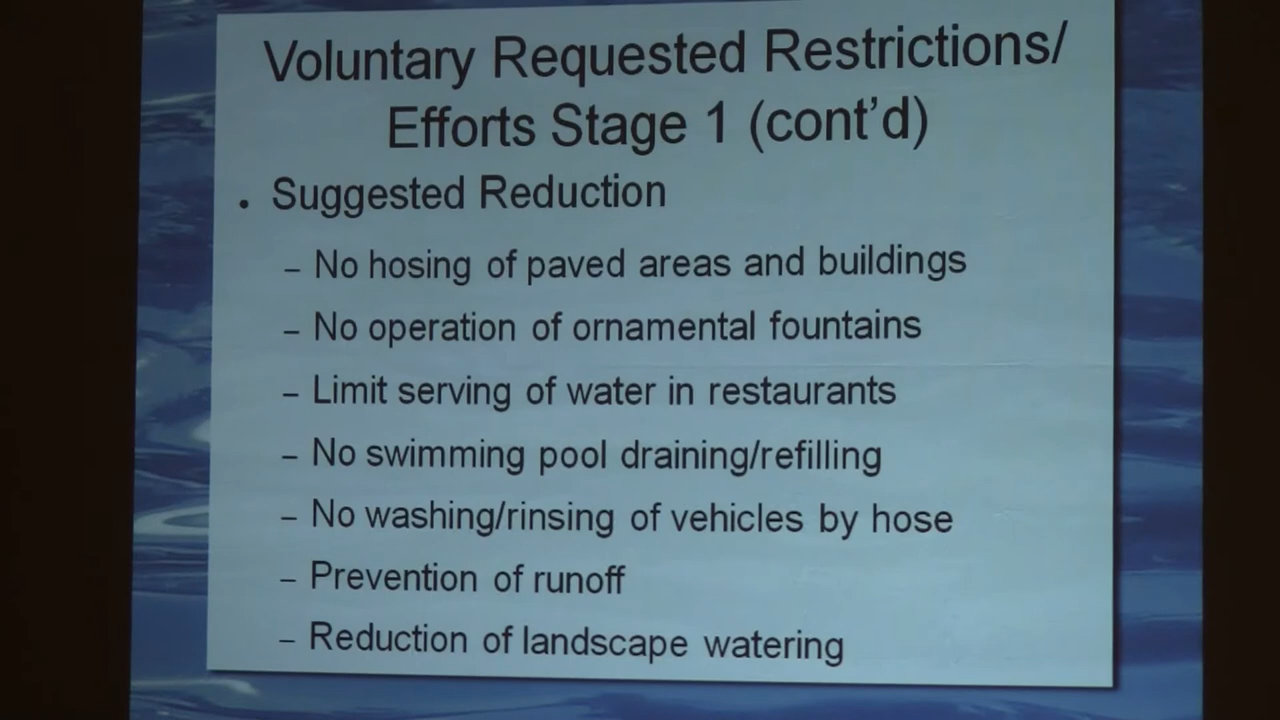 Voluntary Requested Restrictions/
Efforts Stage 1 (cont’d)
. Suggested Reduction
– No hosing of paved areas and buildings
– No operation of ornamental fountains
– Limit serving of water in restaurants
– No swimming pool draining/refilling
– No washing/rinsing of vehicles by hose
– Prevention of runoff
– Reduction of landscape watering